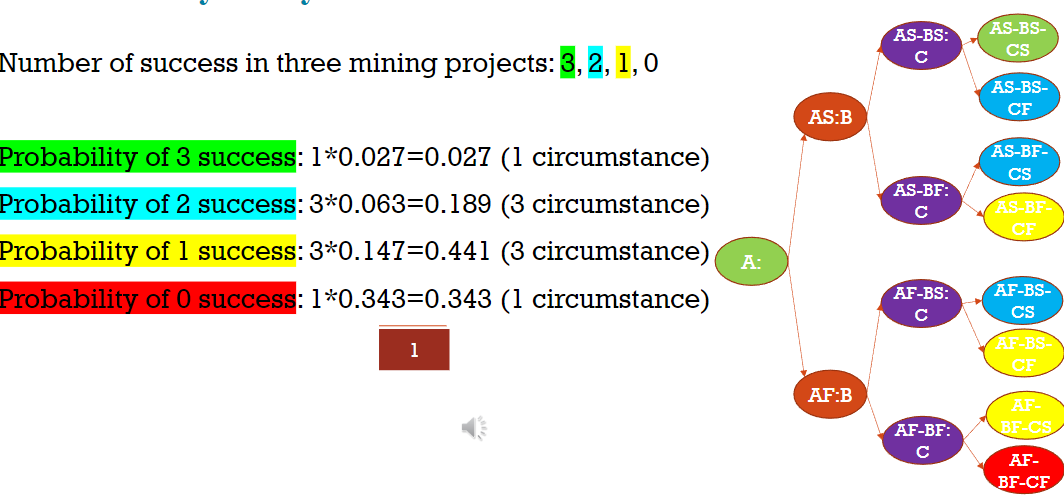 Number of success in three mining projects: 3, 2, 1, 0
Probability of 3 success: 1*0.027=0.027 (1 circumstance)
Probability of 2 success: 3*0.063=0.189 (3 circumstance)
Probability of 1 success: 3*0.147=0.441 (3 circumstance)
Probability of 0 success: 1*0.343=0.343 (1 circumstance)
1
A:
AS:B
AF:B
AS-BS:
C
AS-BF:
C
AF-BS:
C
AF-BF:
C
AS-BS-
CS
AS-BS-
CF
AS-BF-
CS
AS-BF-
CF
AF-BS-
CS
AF-BS-
CF
AF-
BF-CS
AF-
BF-CF